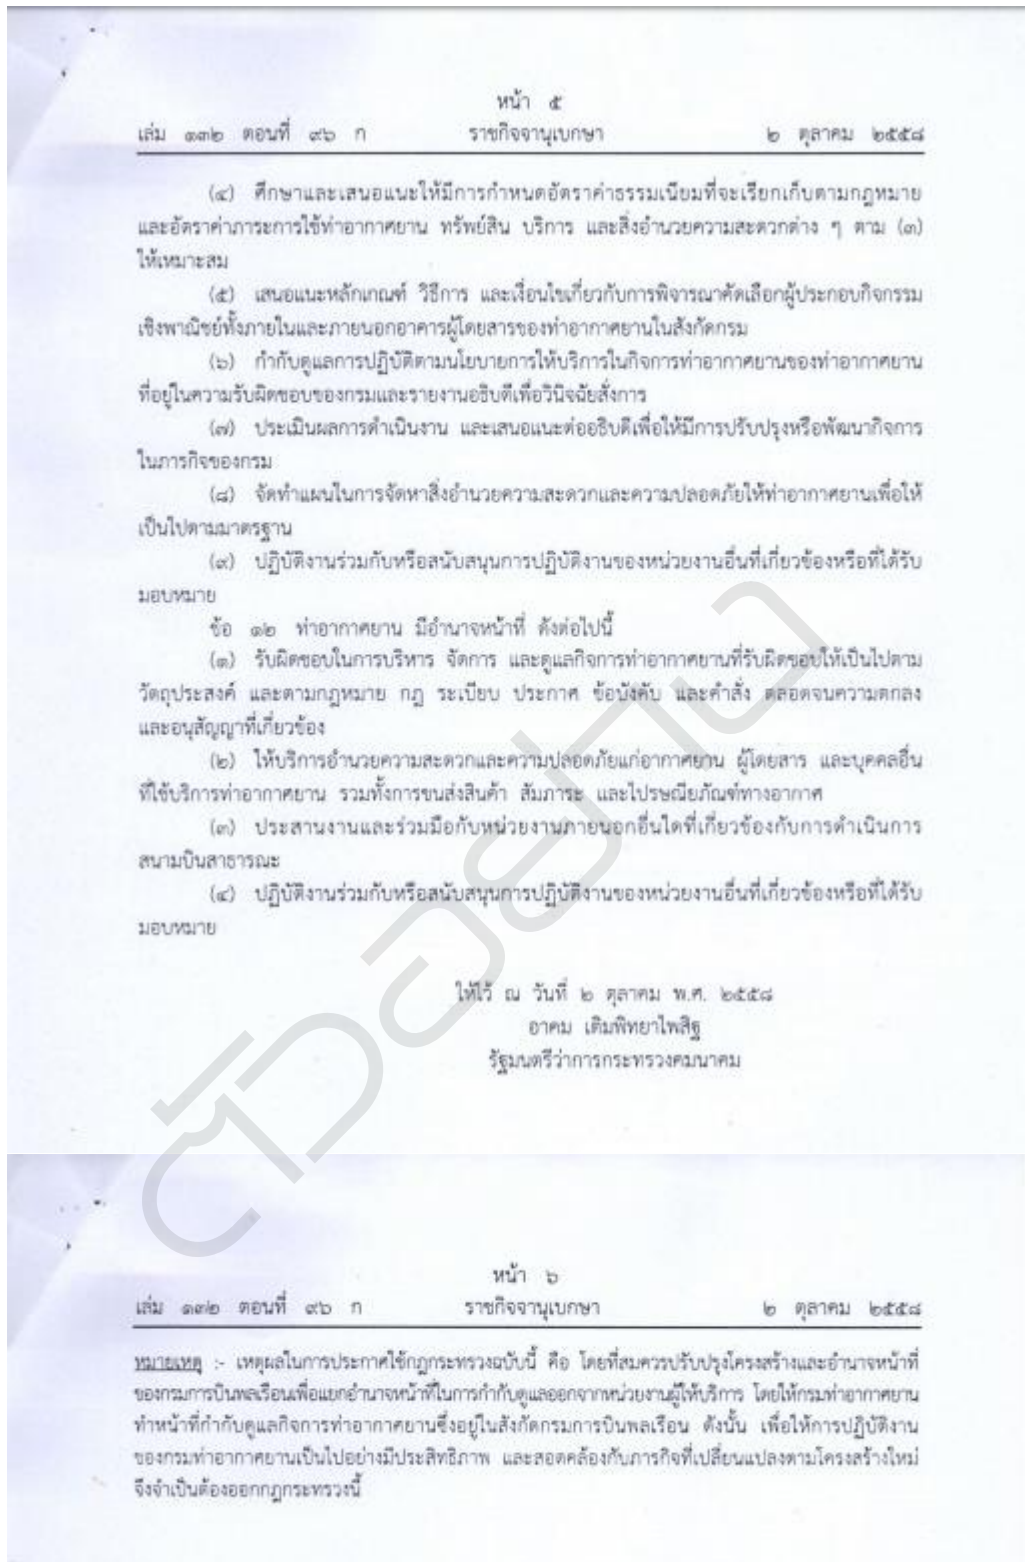 หน้า ๕
เล่ม ๑๓๒ ตอนที่ ๙๖ ก ราชกิจจานุเบกษา ๒ ตุลาคม ๒๕๕๘
(๔) ศึกษาและเสนอแนะให้มีการกำหนดอัตราค่าธรรมเนียมที่จะเรียกเก็บตามกฎหมาย
และอัตราค่าภาระการใช้ท่าอากาศยาน ทรัพย์สิน บริการ และสิ่งอำนวยความสะดวกต่าง ๆ ตาม (๓)
ให้เหมาะสม
(๕) เสนอแนะหลักเกณฑ์ วิธีการ และเงื่อนไขเกี่ยวกับการพิจารณาคัดเลือกผู้ประกอบกิจกรรม
เชิงพาณิชย์ทั้งภายในและภายนอกอาคารผู้โดยสารของท่าอากาศยานในสังกัดกรม
(๖) กำกับดูแลการปฏิบัติตามนโยบายการให้บริการในกิจการท่าอากาศยานของท่าอากาศยาน
ที่อยู่ในความรับผิดชอบของกรมและรายงานอธิบดีเพื่อวินิจฉัยสั่งการ
(๗) ประเมินผลการดำเนินงาน และเสนอแนะต่ออธิบดีเพื่อให้มีการปรับปรุงหรือพัฒนากิจการ
ในภารกิจของกรม
(๘) จัดทำแผนในการจัดหาสิ่งอำนวยความสะดวกและความปลอดภัยให้ท่าอากาศยานเพื่อให้
เป็นไปตามมาตรฐาน
(๙) ปฏิบัติงานร่วมกับหรือสนับสนุนการปฏิบัติงานของหน่วยงานอื่นที่เกี่ยวข้องหรือที่ได้รับ
มอบหมาย
ข้อ ๑๒ ท่าอากาศยาน มีอำนาจหน้าที่ ดังต่อไปนี้
(๑) รับผิดชอบในการบริหาร จัดการ และดูแลกิจการท่าอากาศยานที่รับผิดชอบให้เป็นไปตาม
วัตถุประสงค์ และตามกฎหมาย กฎ ระเบียบ ประกาศ ข้อบังคับ และคำสั่ง ตลอดจนความตกลง
และอนุสัญญาที่เกี่ยวข้อง
(๒) ให้บริการอำนวยความสะดวกและความปลอดภัยแก่อากาศยาน ผู้โดยสาร และบุคคลอื่น
ที่ใช้บริการท่าอากาศยาน รวมทั้งการขนส่งสินค้า สัมภาระ และไปรษณียภัณฑ์ทางอากาศ
(๓) ประสานงานและร่วมมือกับหน่วยงานภายนอกอื่นใดที่เกี่ยวข้องกับการดำเนินการ
สนามบินสาธารณะ
(๔) ปฏิบัติงานร่วมกับหรือสนับสนุนการปฏิบัติงานของหน่วยงานอื่นที่เกี่ยวข้องหรือที่ได้รับ
มอบหมาย
ให้ไว้ ณ วันที่ ๒ ตุลาคม พ.ศ. ๒๕๕๘
อาคม เติมพิทยาไพสิฐ
รัฐมนตรีว่าการกระทรวงคมนาคม
ตัวอย่าง
หน้า ๖
เล่ม ๑๓๒ ตอนที่ ๙๖ ก ราชกิจจานุเบกษา ๒ ตุลาคม ๒๕๕๘
หมายเหตุ :- เหตุผลในการประกาศใช้กฎกระทรวงฉบับนี้ คือ โดยที่สมควรปรับปรุงโครงสร้างและอำนาจหน้าที่
ของกรมการบินพลเรือนเพื่อแยกอำนาจหน้าที่ในการกำกับดูแลออกจากหน่วยงานผู้ให้บริการ โดยให้กรมท่าอากาศยาน
ทำหน้าที่กำกับดูแลกิจการท่าอากาศยานซึ่งอยู่ในสังกัดกรมการบินพลเรือน ดังนั้น เพื่อให้การปฏิบัติงาน
ของกรมท่าอากาศยานเป็นไปอย่างมีประสิทธิภาพ และสอดคล้องกับภารกิจที่เปลี่ยนแปลงตามโครงสร้างใหม่
จึงจำเป็นต้องออกกฎกระทรวงนี้